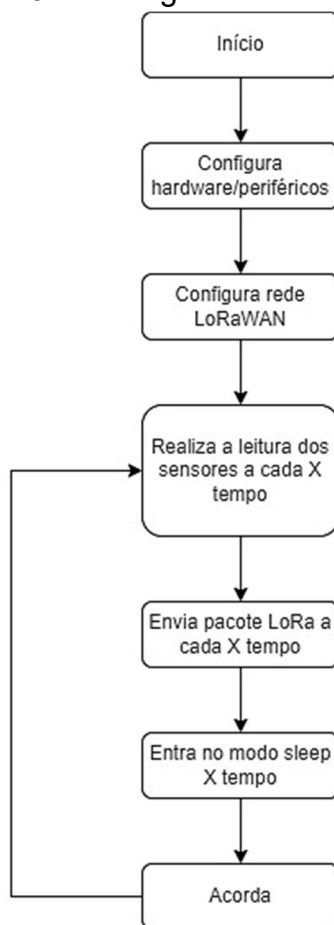 Início
Configura
hardware/periféricos
Configura rede
LoRaWAN
Realiza a leitura dos
sensores a cada X
tempo
Envia pacote LoRa a
cada X tempo
Entra no modo sleep
X tempo
Acorda